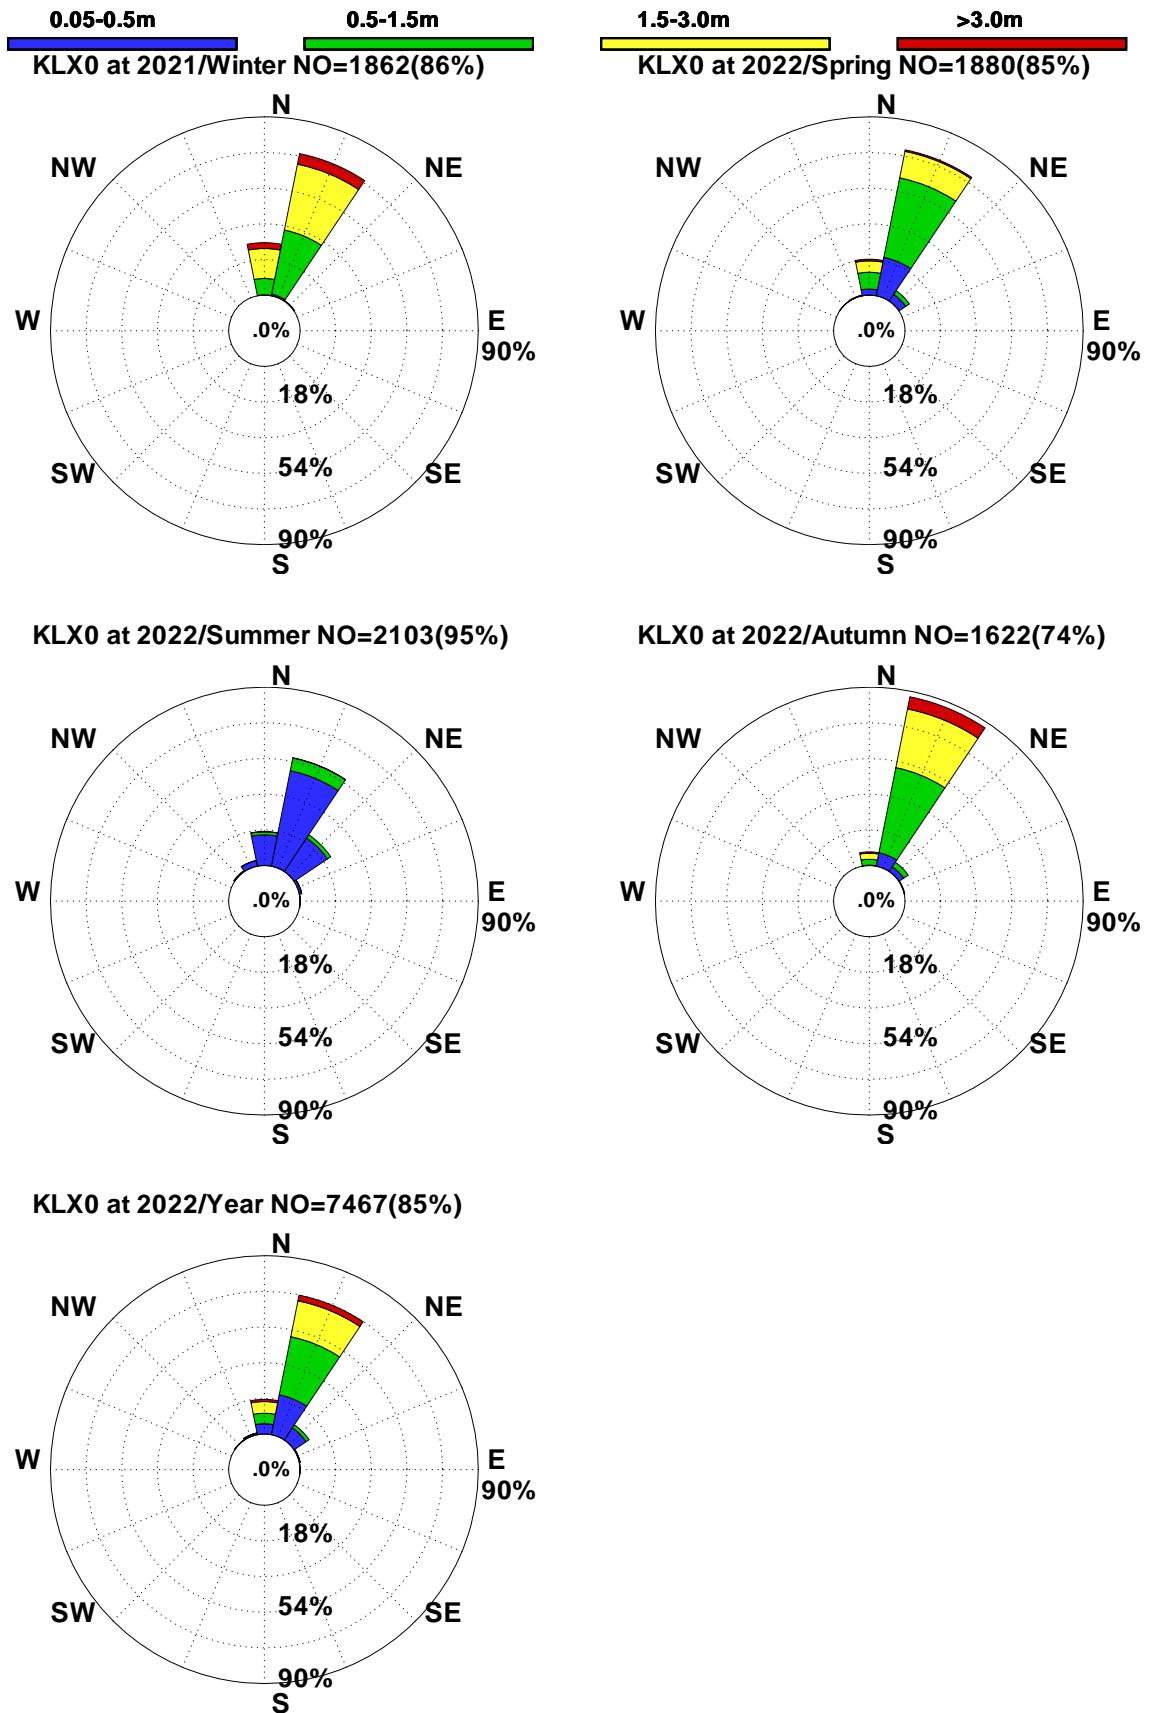 0.05-0.5m 0.5-1.5m 1.5-3.0m >3.0m
KLX0 at 2021/Winter NO=1862(86%)
N
NW NE
W .0% E
90%
18%
SW 54% SE
90%
S
KLX0 at 2022/Spring NO=1880(85%)
N
NW NE
W .0% E
90%
18%
SW 54% SE
90%
S
KLX0 at 2022/Summer NO=2103(95%)
N
NW NE
W .0% E
90%
18%
SW 54% SE
90%
S
KLX0 at 2022/Autumn NO=1622(74%)
N
NW NE
W .0% E
90%
18%
SW 54% SE
90%
S
KLX0 at 2022/Year NO=7467(85%)
N
NW NE
W .0% E
90%
18%
SW 54% SE
90%
S